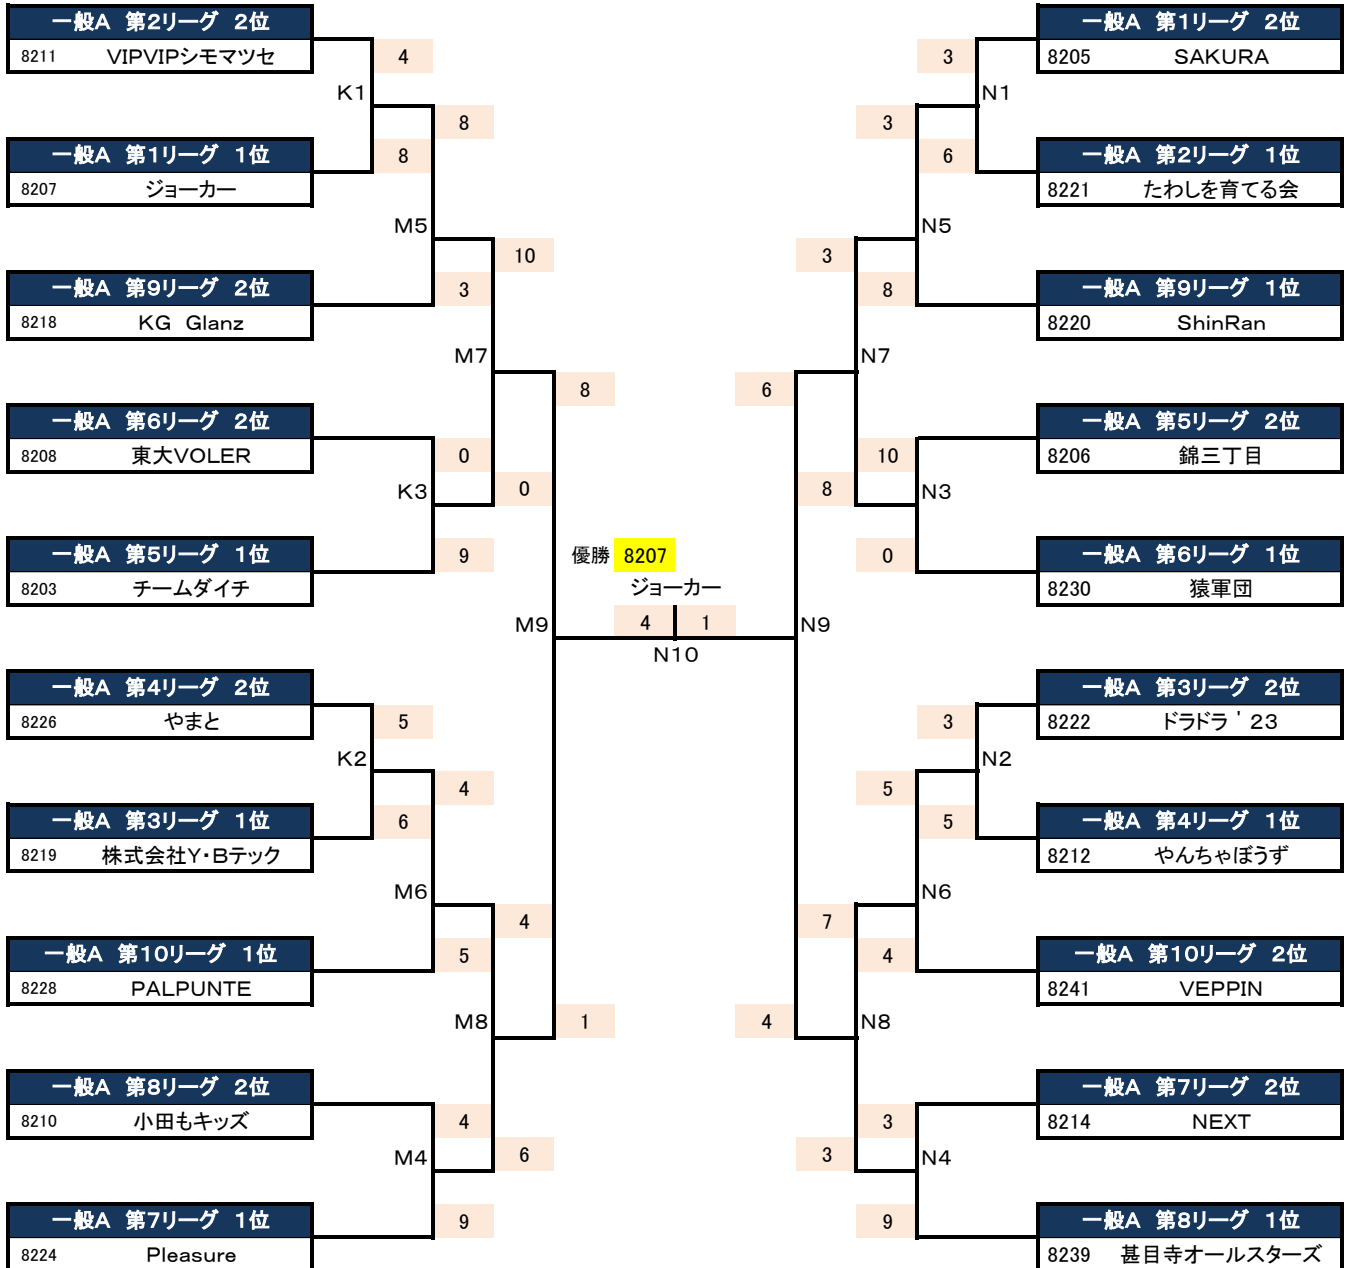 一般A 第2リーグ 2位
8211 VIPVIPシモマツセ
4
K1
8
8
一般A 第1リーグ 1位
8207 ジョーカー
M5
10
3
一般A 第9リーグ 2位
8218 KG Glanz
M7
8
一般A 第6リーグ 2位
8208 東大VOLER
0
K3
0
9
一般A 第5リーグ 1位
8203 チームダイチ
M9
一般A 第4リーグ 2位
8226 やまと
5
K2
4
6
一般A 第3リーグ 1位
8219 株式会社Y・Bテック
M6
4
5
一般A 第10リーグ 1位
8228 PALPUNTE
M8
1
一般A 第8リーグ 2位
8210 小田もキッズ
4
M4
6
9
一般A 第7リーグ 1位
8224 Pleasure
優勝 8207
ジョーカー
4 1
N10
一般A 第1リーグ 2位
8205 SAKURA
3
N1
3
6
一般A 第2リーグ 1位
8221 たわしを育てる会
N5
3
8
一般A 第9リーグ 1位
8220 ShinRan
N7
6
一般A 第5リーグ 2位
8206 錦三丁目
10
N3
8
0
一般A 第6リーグ 1位
8230 猿軍団
N9
一般A 第3リーグ 2位
8222 ドラドラ'23
3
N2
5
5
一般A 第4リーグ 1位
8212 やんちゃぼうず
N6
7
4
一般A 第10リーグ 2位
8241 VEPPIN
N8
4
一般A 第7リーグ 2位
8214 NEXT
3
N4
3
9
一般A 第8リーグ 1位
8239 甚目寺オールスターズ